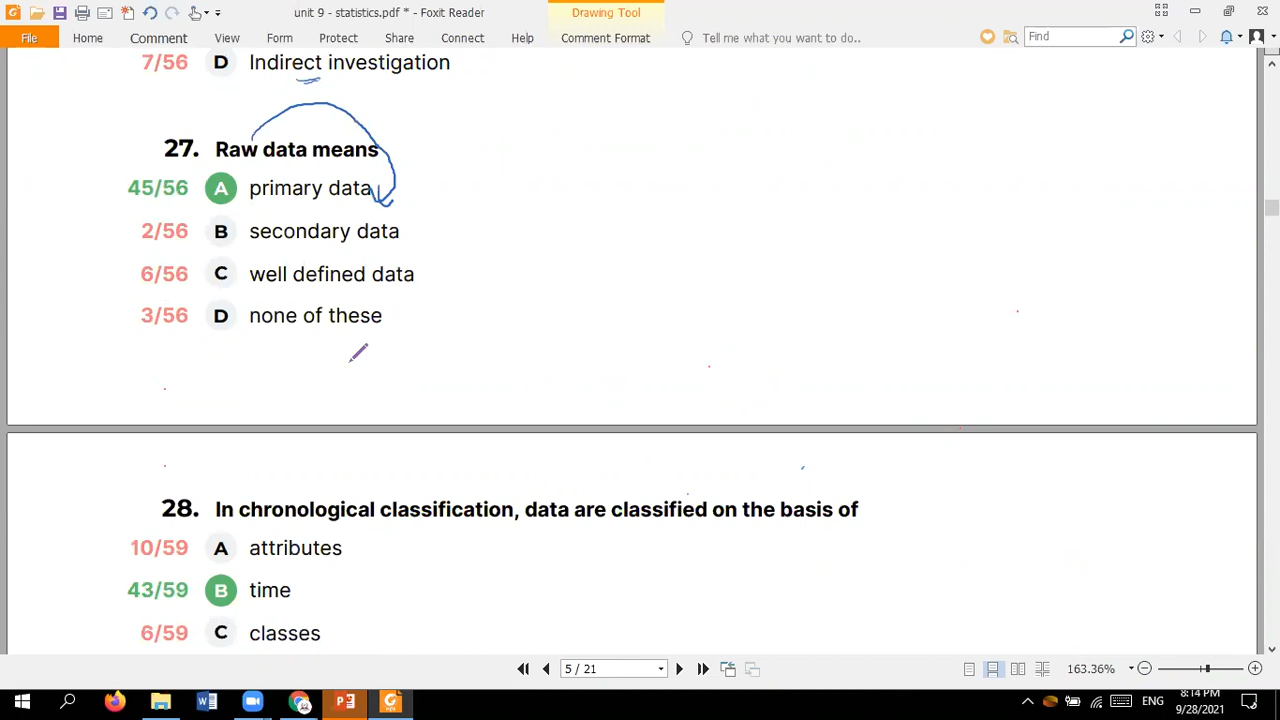 unit 9 - statistics.pdf * - Foxit Reader
Drawing Tool
File Home Comment View Form Protect Share Connect Help Comment Format Tell me what you want to do.. Find
7/56 D Indirect investigation
27. Raw data means
45/56 A primary data
2/56 B secondary data
6/56 C well defined data
3/56 D none of these
28. In chronological classification, data are classified on the basis of
10/59 A attributes
43/59 B time
6/59 C classes
5 / 21
163.36%
ENG
8:14 PM
9/28/2021